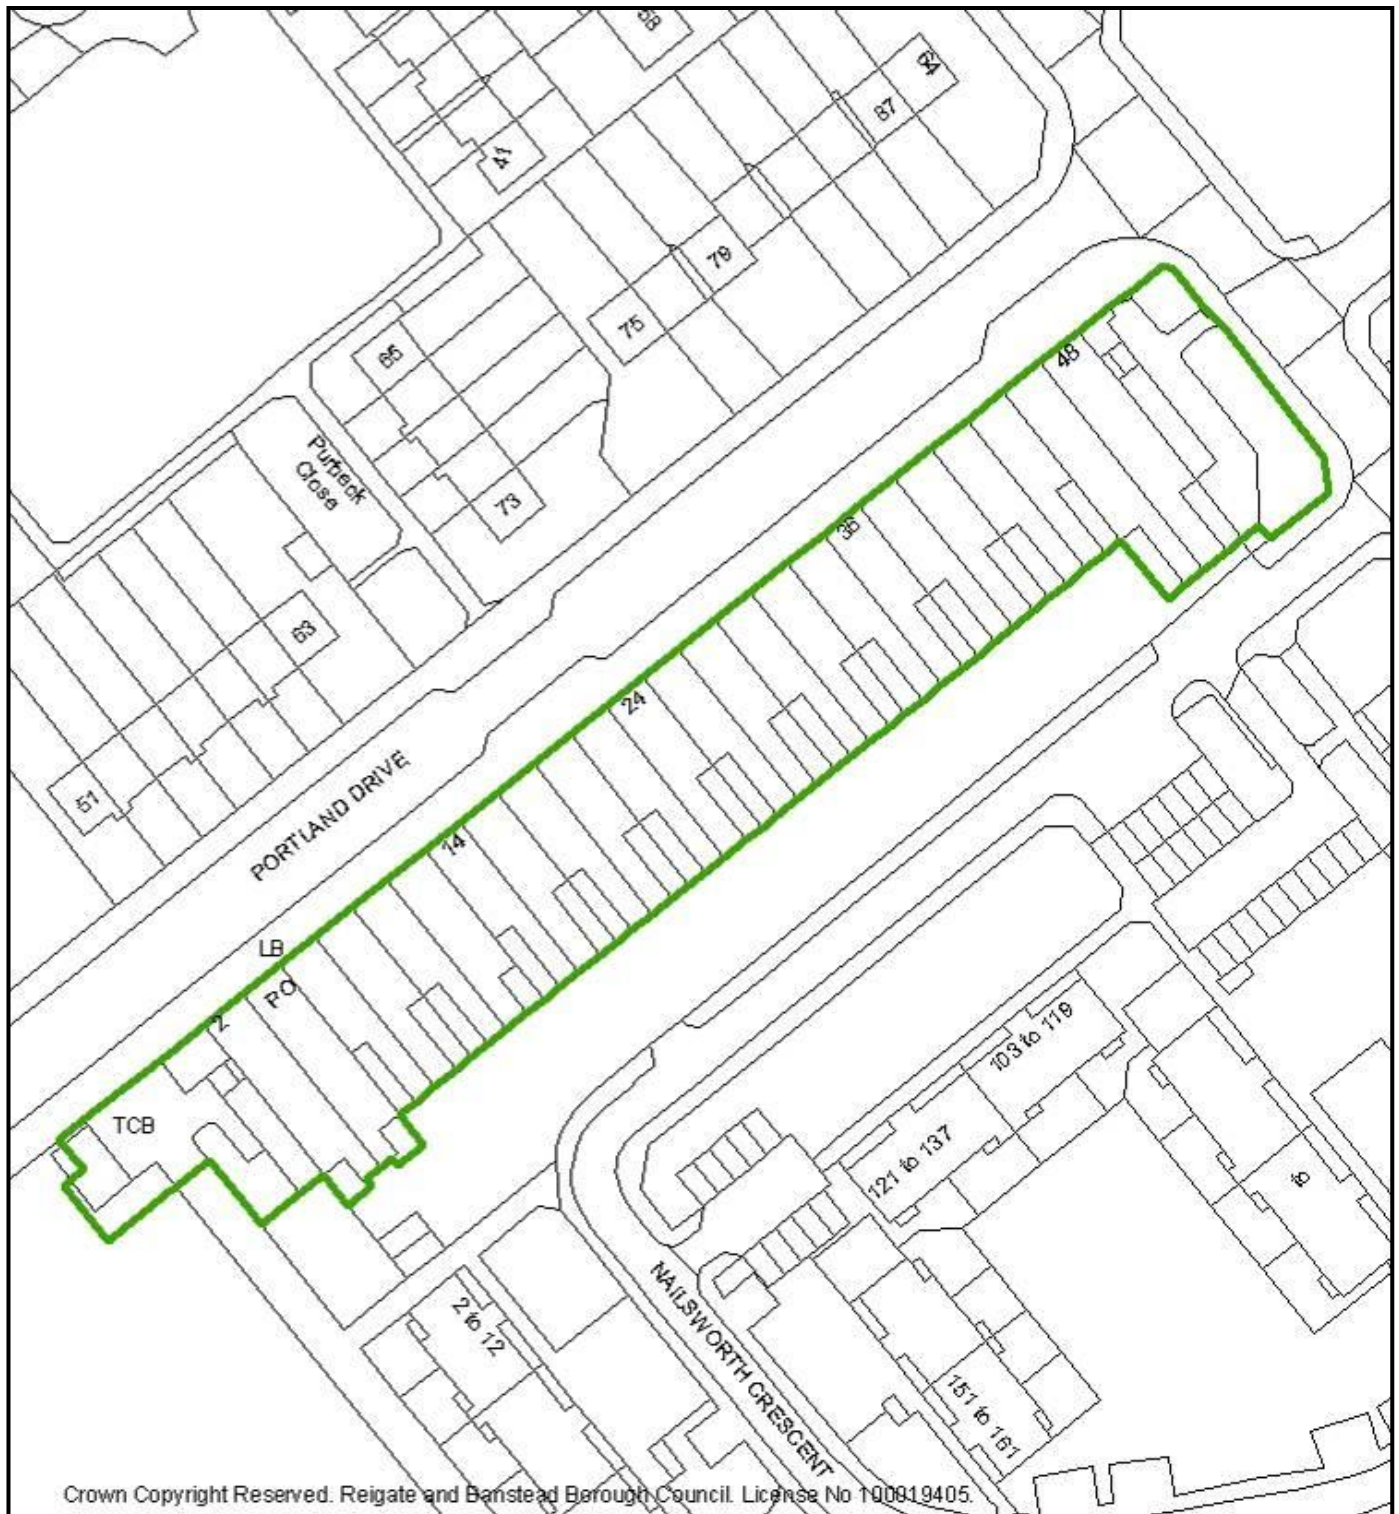 58
64
87
41
79
75
65
48
Purbeck
Close
73
36
63
24
51
PORTLAND DRIVE
14
LB
PO
2
TCB
103 to 119
121 to 137
to
2 to 12
NAILSWORTH CRESCENT
151 to 161
Crown Copyright Reserved. Reigate and Banstead Borough Council. License No 100019405.